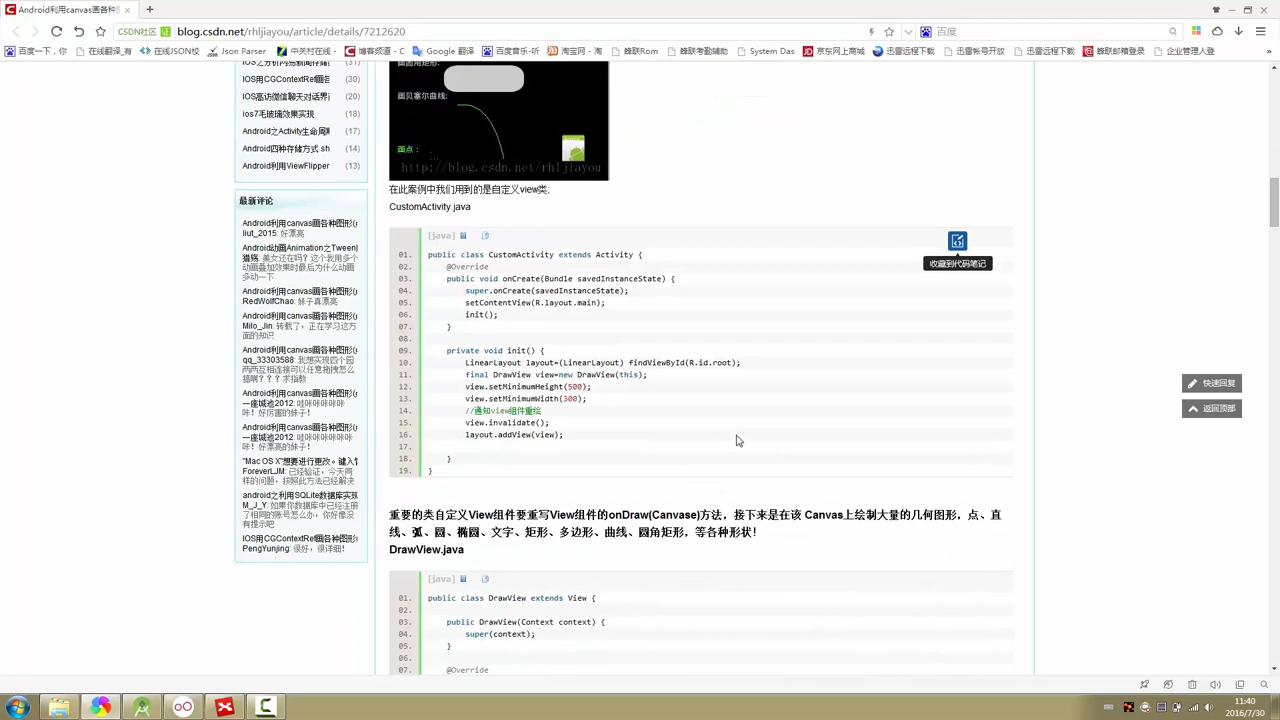 Android利用canvas画各种图
CSDN社区 证 blog.csdn.net/rhljiayou/article/details/7212620
百度
百度一下，你 在线翻译_有 在线JSON校 Json Parser 中关村在线 - 博客频道 - C Google 翻译 百度音乐-听 淘宝网 - 淘 蜂联Rom 蜂联考勤辅助 System Das 京东网上商城 迅雷远程下载 迅雷帐号开放 迅雷远程下载 蜂联邮箱登录 企业管理人登
(31)
IOS用CGContextRef画各 (30)
IOS高仿微信聊天对话界 (20)
ios7毛玻璃效果实现 (18)
Android之Activity生命周期 (17)
Android四种存储方式 sh (14)
Android利用ViewFlipper (13)
最新评论
Android利用canvas画各种图形(
liut_2015: 好漂亮
Android动画Animation之Tween
猎焰: 美女还在吗? 这个我用多个
动画叠加效果时最后为什么动画
多动一下
Android利用canvas画各种图形(
RedWolfChao: 妹子真漂亮
Android利用canvas画各种图形(
Milo_Jin: 转载了，正在学习这方
面的知识
Android利用canvas画各种图形(
qq_33303588: 我想实现四个园
两两互相连接可以任意拖拽怎么
搞啊？？？求指教
Android利用canvas画各种图形(
一座城池2012: 哇咔咔咔咔咔
咔！好厉害的妹子！
Android利用canvas画各种图形(
一座城池2012: 哇咔咔咔咔咔咔
咔！好漂亮的妹子！
"Mac OS X"想要进行更改。键入管
ForeverLJM: 已经验证，今天同
样的问题，按照此方法已经解决
android之利用SQLite数据库实现
M_J_Y: 如果你数据库中已经注册
了相同的账号怎么办，你好像没
有提示吧
IOS用CGContextRef画各种图形(
PengYunjing: 很好，很详细！
画圆角矩形:
画贝塞尔曲线:
画点：
http://blog.csdn.net/rhljiayou
在此案例中我们用到的是自定义view类;
CustomActivity.java
[java]
收藏到代码笔记
01. public class CustomActivity extends Activity {
02. @Override
03. public void onCreate(Bundle savedInstanceState) {
04. super.onCreate(savedInstanceState);
05. setContentView(R.layout.main);
06. init();
07. }
08.
09. private void init() {
10. LinearLayout layout=(LinearLayout) findViewById(R.id.root);
11. final DrawView view=new DrawView(this);
12. view.setMinimumHeight(500);
13. view.setMinimumWidth(300);
14. //通知view组件重绘
15. view.invalidate();
16. layout.addView(view);
17.
18. }
19. }
重要的类自定义View组件要重写View组件的onDraw(Canvase)方法，接下来是在该 Canvas上绘制大量的几何图形，点、直
线、弧、圆、椭圆、文字、矩形、多边形、曲线、圆角矩形，等各种形状！
DrawView.java
[java]
01. public class DrawView extends View {
02.
03. public DrawView(Context context) {
04. super(context);
05. }
06.
07. @Override
快速回复
返回顶部
11:40
2016/7/30